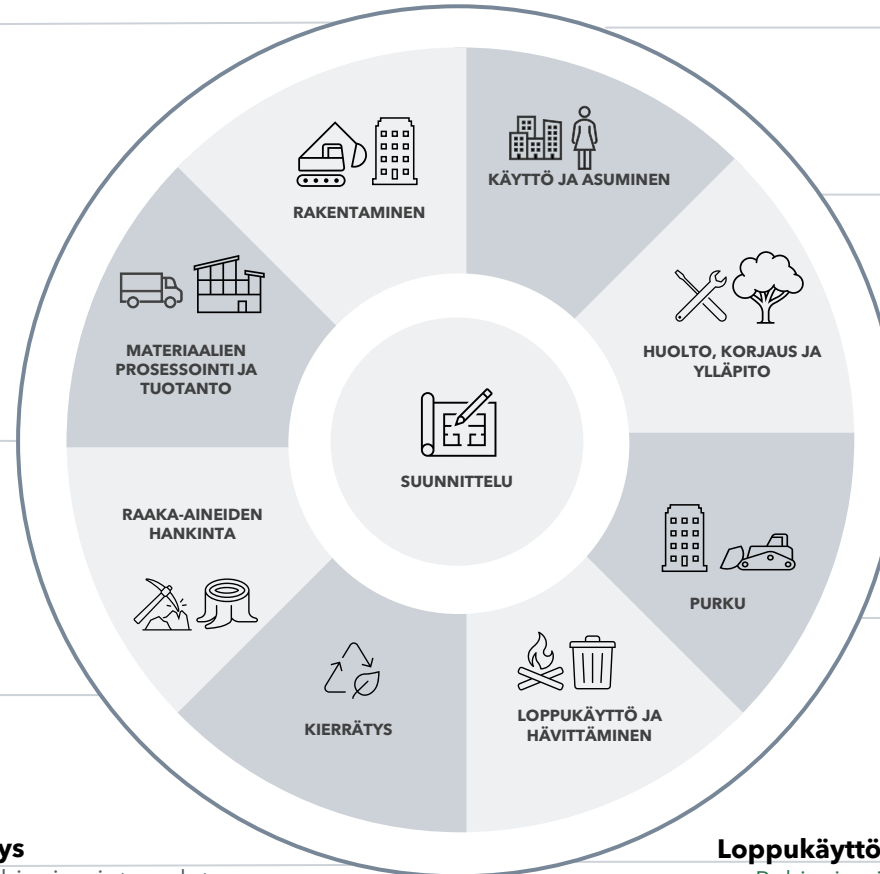 RAKENTAMINEN
KÄYTTÖ JA ASUMINEN
MATERIAALIEN
PROSESSOINTI JA
TUOTANTO
HUOLTO, KORJAUS JA
YLLÄPITO
SUUNNITTELU
RAAKA-AINEIDEN
HANKINTA
PURKU
KIERRÄTYS
LOPPUKÄYTTÖ JA
HÄVITTÄMINEN
ys
Loppukäyttö